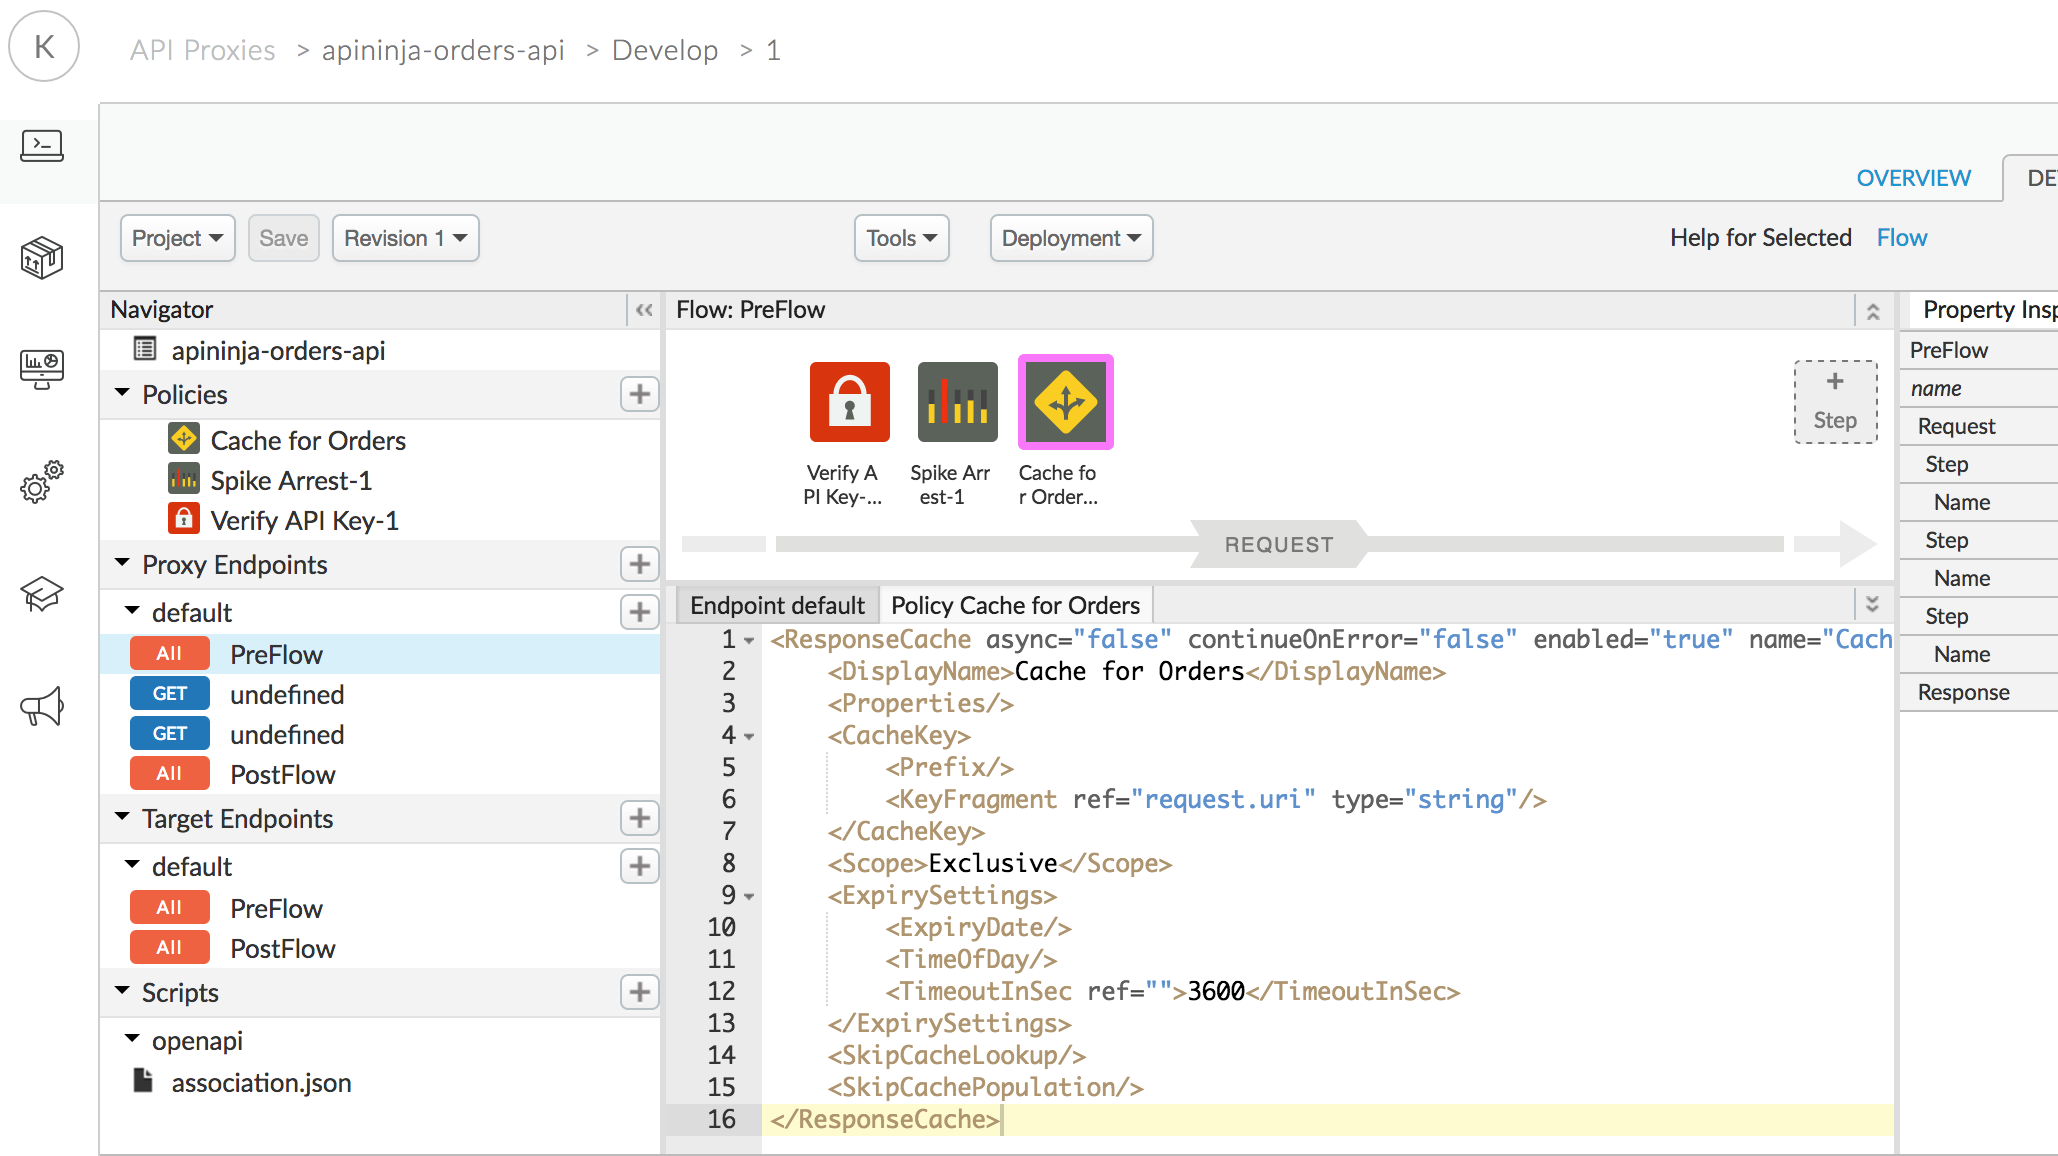 K
API Proxies > apininja-orders-api > Develop > 1
OVERVIEW
DE
Project
Save
Revision 1
Tools
Deployment
Help for Selected Flow
Navigator
apininja-orders-api
Policies
Cache for Orders
Spike Arrest-1
Verify API Key-1
Proxy Endpoints
default
All PreFlow
GET undefined
GET undefined
All PostFlow
Target Endpoints
default
All PreFlow
All PostFlow
Scripts
openapi
association.json
Flow: PreFlow
Verify A
PI Key-...
Spike Arr
est-1
Cache fo
r Order...
+
Step
REQUEST
Endpoint default
Policy Cache for Orders
1 <ResponseCache async="false" continueOnError="false" enabled="true" name="Cach
2 <DisplayName>Cache for Orders</DisplayName>
3 <Properties/>
4 <CacheKey>
5 <Prefix/>
6 <KeyFragment ref="request.uri" type="string"/>
7 </CacheKey>
8 <Scope>Exclusive</Scope>
9 <ExpirySettings>
10 <ExpiryDate/>
11 <TimeOfDay/>
12 <TimeoutInSec ref="">3600</TimeoutInSec>
13 </ExpirySettings>
14 <SkipCacheLookup/>
15 <SkipCachePopulation/>
16 </ResponseCache>
Property Insp
PreFlow
name
Request
Step
Name
Step
Name
Step
Name
Response